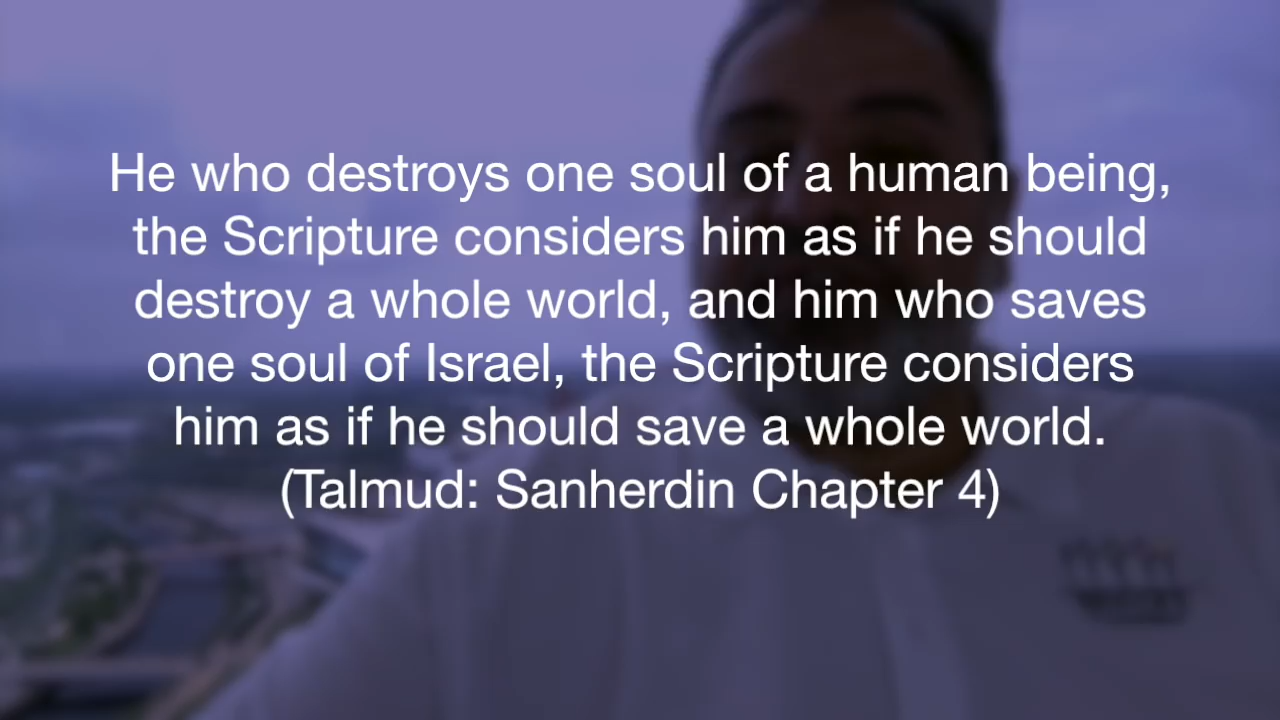 He who destroys one soul of a human being,
the Scripture considers him as if he should
destroy a whole world, and him who saves
one soul of Israel, the Scripture considers
him as if he should save a whole world.
(Talmud: Sanherdin Chapter 4)